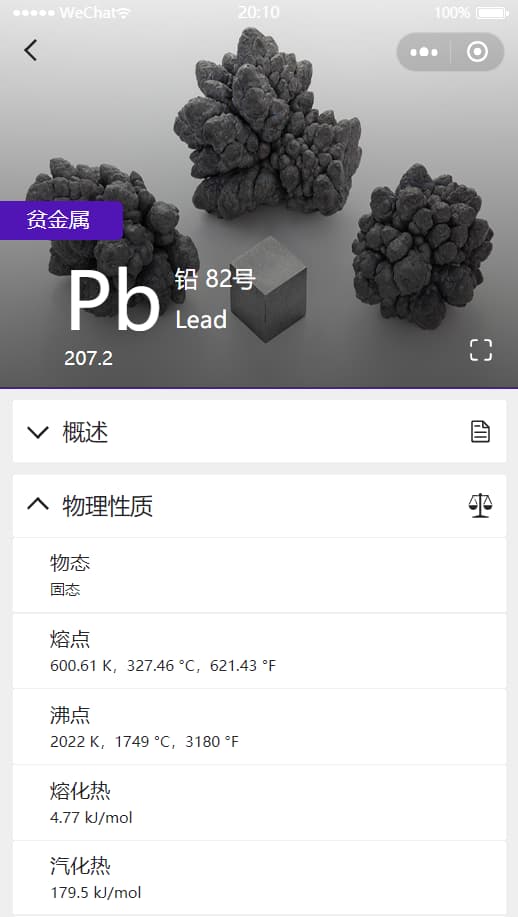 WeChat 20:10 100%
贫金属
Pb
铅 82号
Lead
207.2
概述
物理性质
物态
固态
熔点
600.61 K，327.46 °C，621.43 °F
沸点
2022 K，1749 °C，3180 °F
熔化热
4.77 kJ/mol
汽化热
179.5 kJ/mol